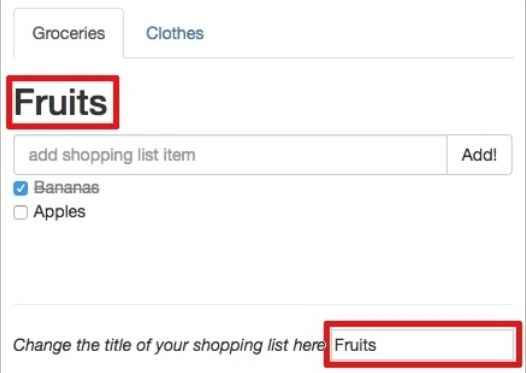 Groceries Clothes
Fruits
add shopping list item Add!
Bananas
Apples
Change the title of your shopping list here Fruits